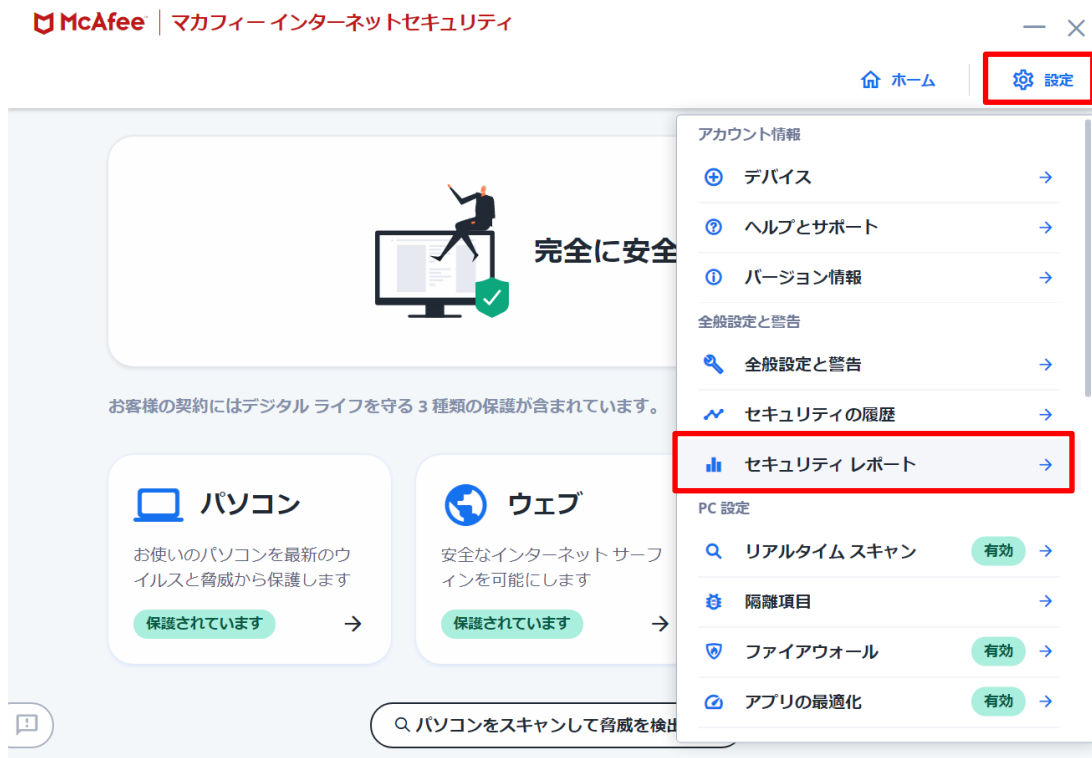 McAfee マカフィー インターネットセキュリティ
ホーム
設定
アカウント情報
デバイス
ヘルプとサポート
バージョン情報
全般設定と警告
全般設定と警告
セキュリティの履歴
セキュリティ レポート
PC 設定
リアルタイム スキャン 有効
隔離項目
ファイアウォール 有効
アプリの最適化 有効
完全に安全
お客様の契約にはデジタル ライフを守る 3 種類の保護が含まれています。
パソコン
お使いのパソコンを最新のウ
イルスと脅威から保護します
保護されています
ウェブ
安全なインターネット サーフ
ィンを可能にします
保護されています
パソコンをスキャンして脅威を検出